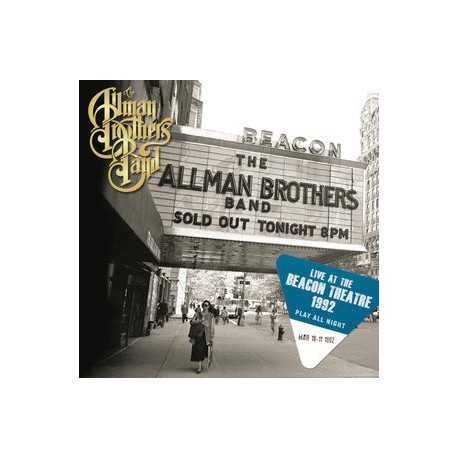 The
Allman
Brothers
Band
BEACON
THE
ALLMAN BROTHERS
BAND
SOLD OUT TONIGHT 8PM
LIVE AT THE
BEACON THEATRE
1992
PLAY ALL NIGHT
MAR 10-11 1992